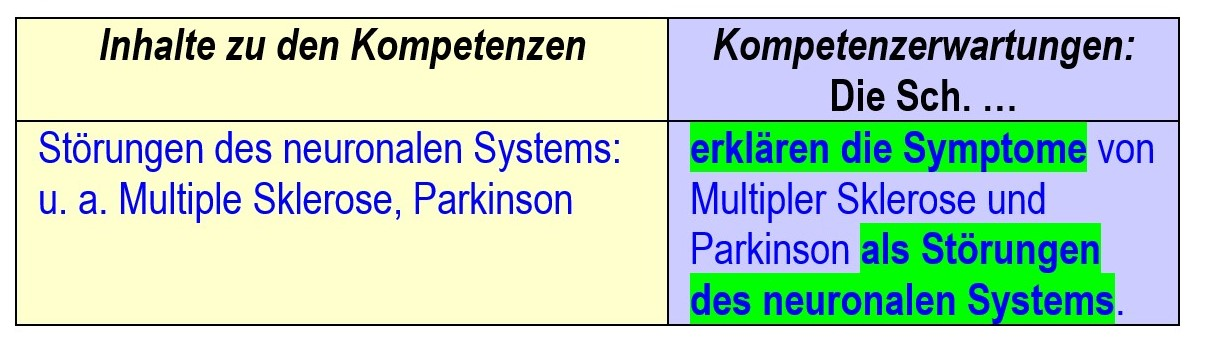 Inhalte zu den Kompetenzen
Kompetenzerwartungen:
Die Sch. …
Störungen des neuronalen Systems:
u. a. Multiple Sklerose, Parkinson
erklären die Symptome von
Multipler Sklerose und
Parkinson als Störungen
des neuronalen Systems.